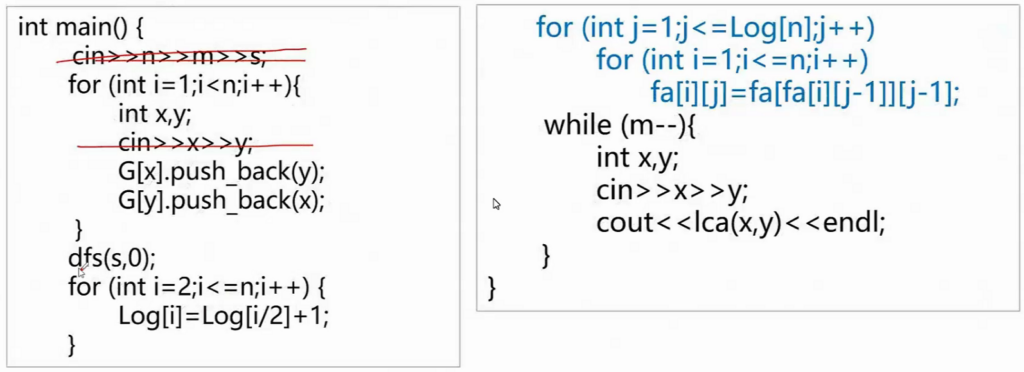 int main() {
cin>>n>>m>>s;
for (int i=1;i<n;i++){
int x,y;
cin>>x>>y;
G[x].push_back(y);
G[y].push_back(x);
}
dfs(s,0);
for (int i=2;i<=n;i++) {
Log[i]=Log[i/2]+1;
}
for (int j=1;j<=Log[n];j++)
for (int i=1;i<=n;i++)
fa[i][j]=fa[fa[i][j-1]][j-1];
while (m--){
int x,y;
cin>>x>>y;
cout<<lca(x,y)<<endl;
}
}